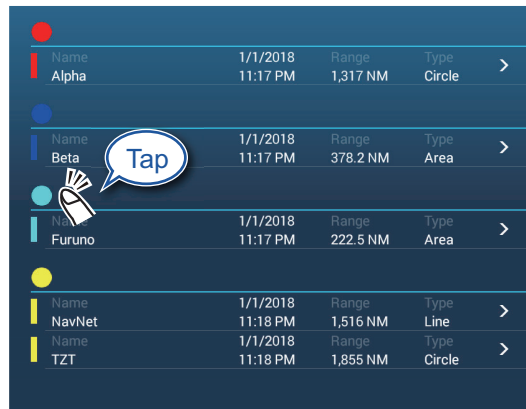 Name 1/1/2018 Range Type
Alpha 11:17 PM 1,317 NM Circle >
Name 1/1/2018 Range Type
Beta 11:17 PM 378.2 NM Area >
Tap
Name 1/1/2018 Range Type
Furuno 11:17 PM 222.5 NM Area >
Name 1/1/2018 Range Type
NavNet 11:18 PM 1,516 NM Line >
Name 1/1/2018 Range Type
TZT 11:18 PM 1,855 NM Circle >